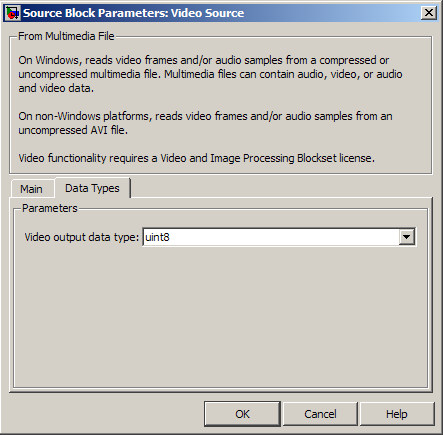 Source Block Parameters: Video Source
From Multimedia File
On Windows, reads video frames and/or audio samples from a compressed or
uncompressed multimedia file. Multimedia files can contain audio, video, or audio
and video data.
On non-Windows platforms, reads video frames and/or audio samples from an
uncompressed AVI file.
Video functionality requires a Video and Image Processing Blockset license.
Main Data Types
Parameters
Video output data type: uint8
OK Cancel Help